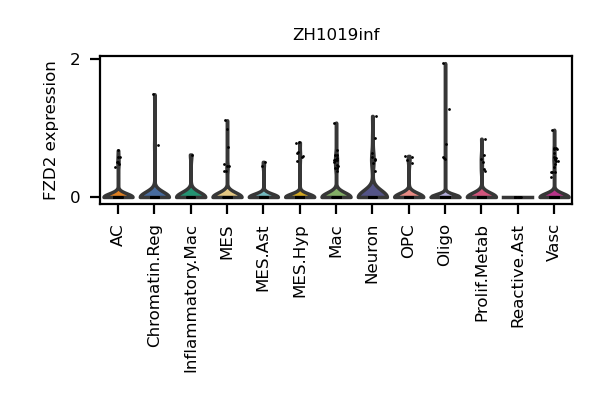 ZH1019inf
FZD2 expression
2
0
AC
Chromatin.Reg
Inflammatory.Mac
MES
MES.Ast
MES.Hyp
Mac
Neuron
OPC
Oligo
Prolif.Metab
Reactive.Ast
Vasc